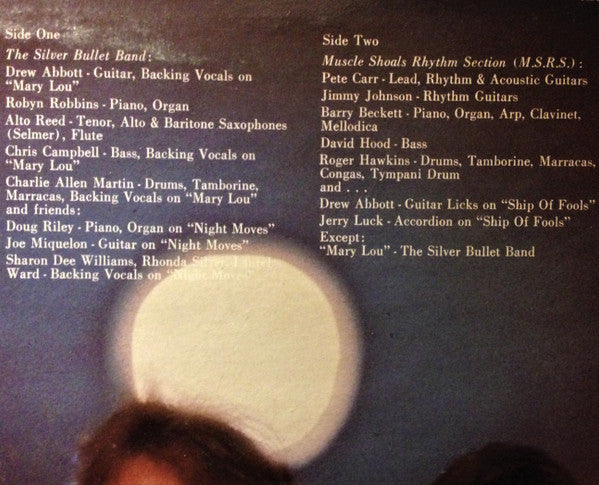 Side One
The Silver Bullet Band:
Drew Abbott - Guitar, Backing Vocals on
"Mary Lou"
Robyn Robbins - Piano, Organ
Alto Reed - Tenor, Alto & Baritone Saxophones
(Selmer), Flute
Chris Campbell - Bass, Backing Vocals on
"Mary Lou"
Charlie Allen Martin - Drums, Tamborine,
Marracas, Backing Vocals on "Mary Lou"
and friends:
Doug Riley - Piano, Organ on "Night Moves"
Joe Miquelon - Guitar on "Night Moves"
Sharon Dee Williams, Rhonda
Ward - Backing Vocals on "Night Moves"
Side Two
Muscle Shoals Rhythm Section (M.S.R.S.):
Pete Carr - Lead, Rhythm & Acoustic Guitars
Jimmy Johnson - Rhythm Guitars
Barry Beckett - Piano, Organ, Arp, Clavinet,
Mellodica
David Hood - Bass
Roger Hawkins - Drums, Tamborine, Marracas,
Congas, Tympani Drum
and . . .
Drew Abbott - Guitar Licks on "Ship Of Fools"
Jerry Luck - Accordion on "Ship Of Fools"
Except:
"Mary Lou" - The Silver Bullet Band